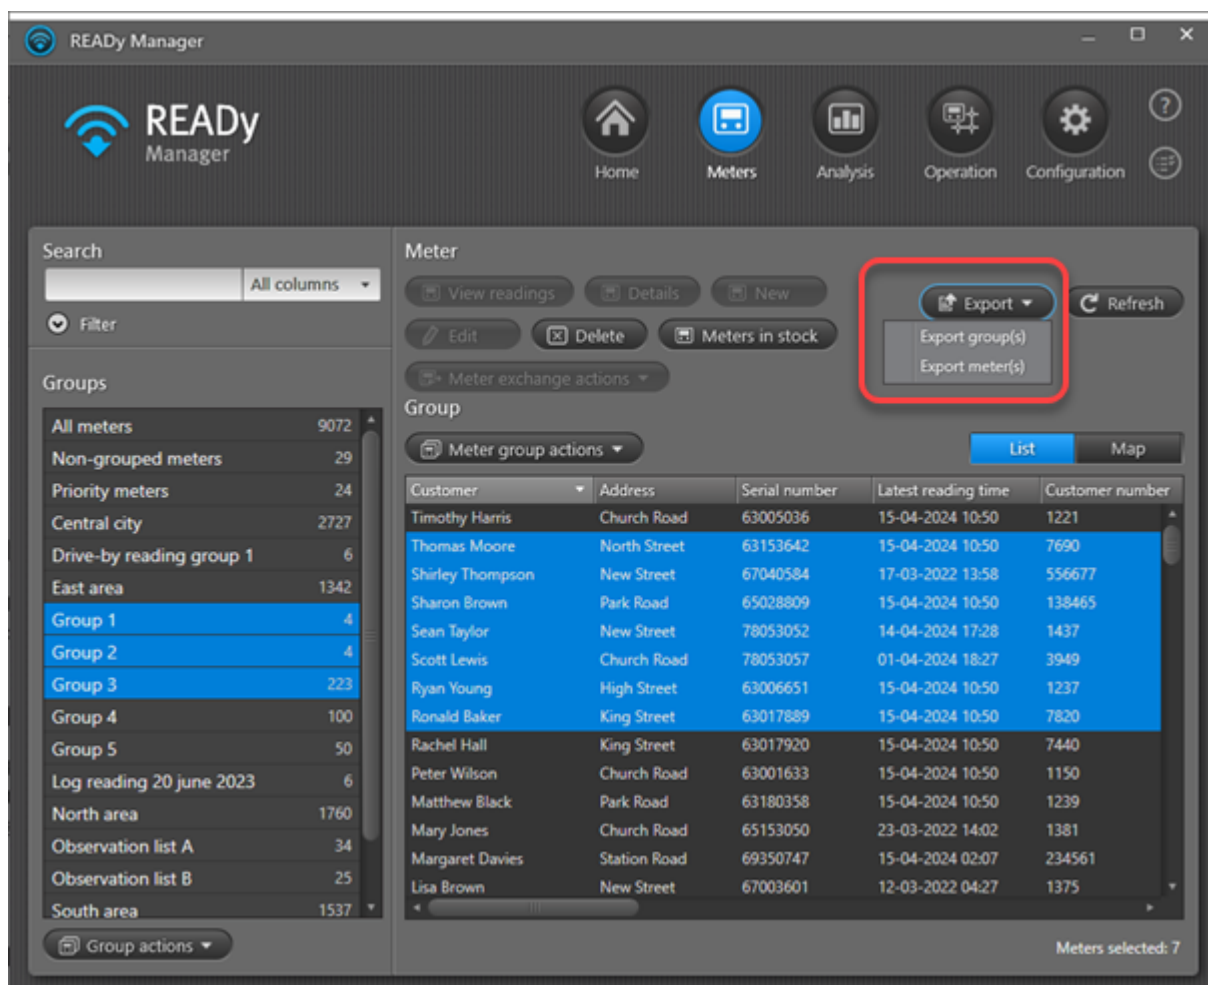 READy Manager
READy
Manager
Home
Meters
Analysis
Operation
Configuration
?
Search
All columns
Filter
Groups
All meters 9072
Non-grouped meters 29
Priority meters 24
Central city 2727
Drive-by reading group 1 6
East area 1342
Group 1 4
Group 2 4
Group 3 223
Group 4 100
Group 5 50
Log reading 20 june 2023 6
North area 1760
Observation list A 34
Observation list B 25
South area 1537
Group actions
Meter
View readings Details New
Export Refresh
Export group(s)
Export meter(s)
Edit Delete Meters in stock
Meter exchange actions
Group
Meter group actions
List Map
Customer Address Serial number Latest reading time Customer number
Timothy Harris Church Road 63005036 15-04-2024 10:50 1221
Thomas Moore North Street 63153642 15-04-2024 10:50 7690
Shirley Thompson New Street 67040584 17-03-2022 13:58 556677
Sharon Brown Park Road 65028809 15-04-2024 10:50 138465
Sean Taylor New Street 78053052 14-04-2024 17:28 1437
Scott Lewis Church Road 78053057 01-04-2024 18:27 3949
Ryan Young High Street 63006651 15-04-2024 10:50 1237
Ronald Baker King Street 63017889 15-04-2024 10:50 7820
Rachel Hall King Street 63017920 15-04-2024 10:50 7440
Peter Wilson Church Road 63001633 15-04-2024 10:50 1150
Matthew Black Park Road 63180358 15-04-2024 10:50 1239
Mary Jones Church Road 65153050 23-03-2022 14:02 1381
Margaret Davies Station Road 69350747 15-04-2024 02:07 234561
Lisa Brown New Street 67003601 12-03-2022 04:27 1375
Meters selected: 7